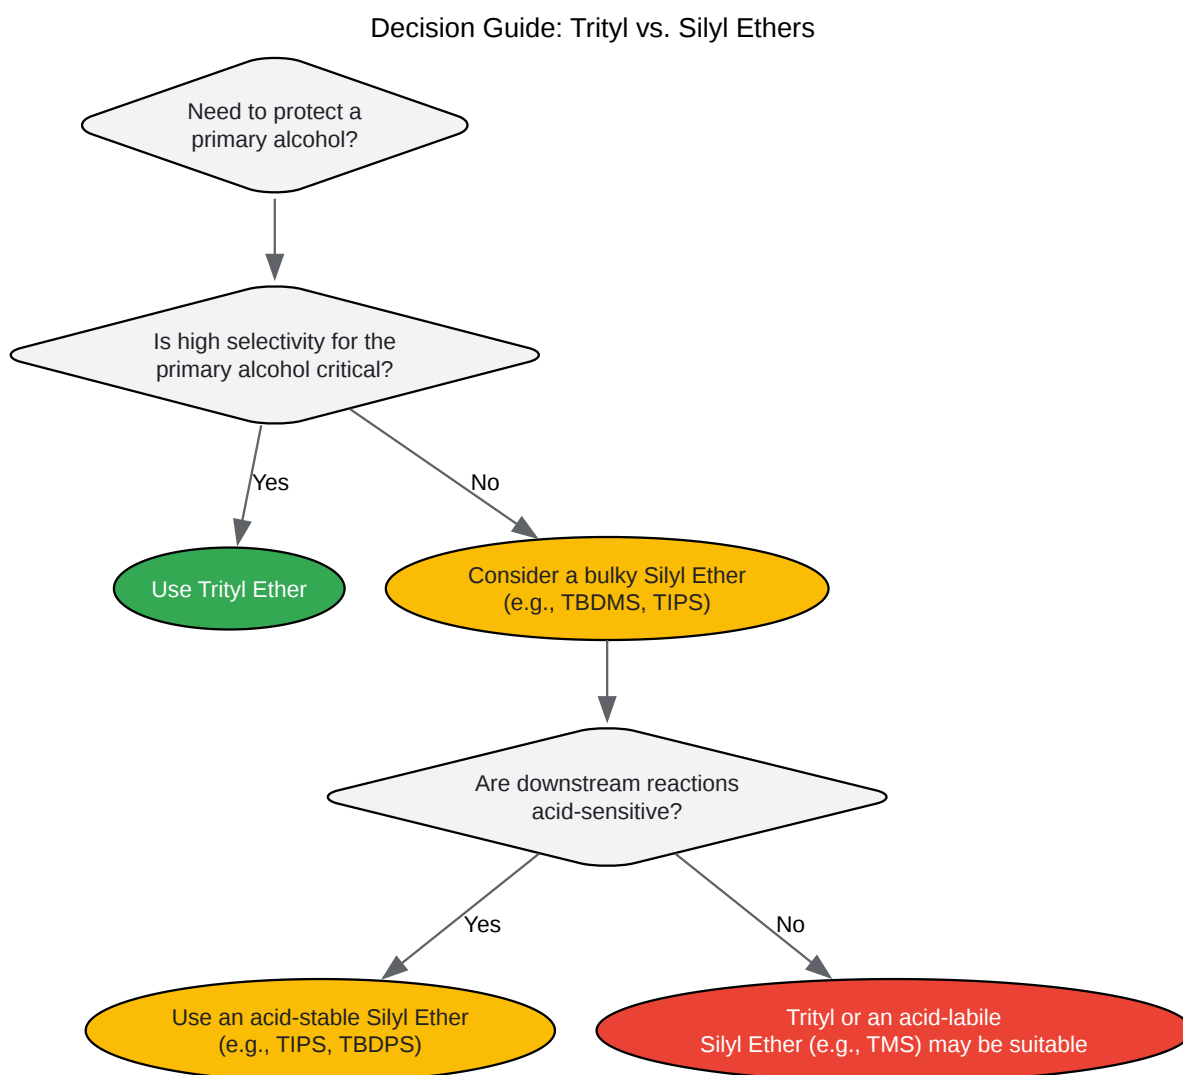 Decision Guide: Trityl vs. Silyl Ethers
Need to protect a
primary alcohol?
Is high selectivity for the
primary alcohol critical?
Yes
No
Use Trityl Ether
Consider a bulky Silyl Ether
(e.g., TBDMS, TIPS)
Are downstream reactions
acid-sensitive?
Yes
No
Use an acid-stable Silyl Ether
(e.g., TIPS, TBDPS)
Trityl or an acid-labile
Silyl Ether (e.g., TMS) may be suitable